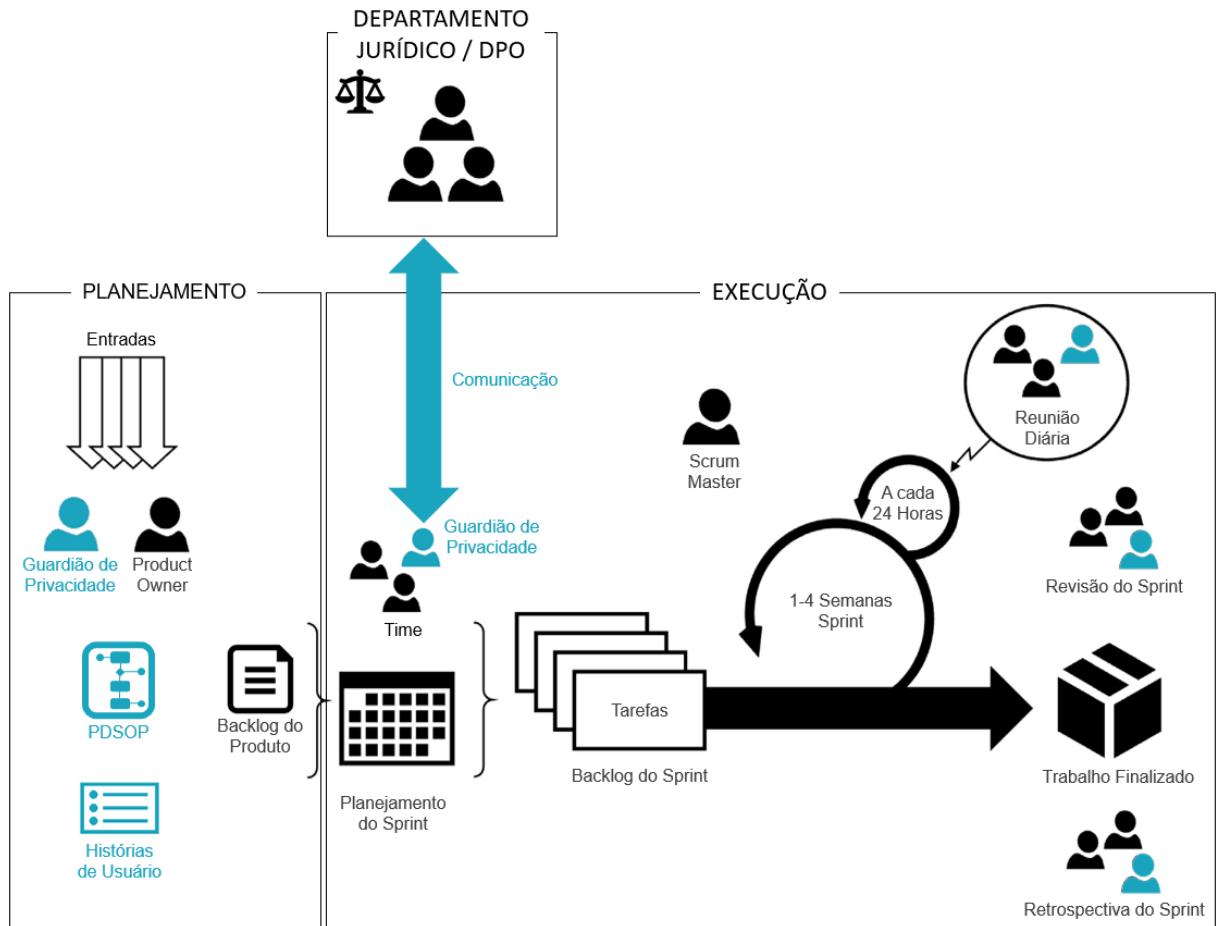 DEPARTAMENTO
JURÍDICO / DPO
PLANEJAMENTO
EXECUÇÃO
Entradas
Comunicação
Reunião
Diária
Scrum
Master
A cada
24 Horas
Guardião de
Privacidade
Product
Owner
Guardião de
Privacidade
Time
1-4 Semanas
Sprint
Revisão do Sprint
PDSOP
Backlog do
Produto
Tarefas
Planejamento
do Sprint
Backlog do Sprint
Trabalho Finalizado
Histórias
de Usuário
Retrospectiva do Sprint